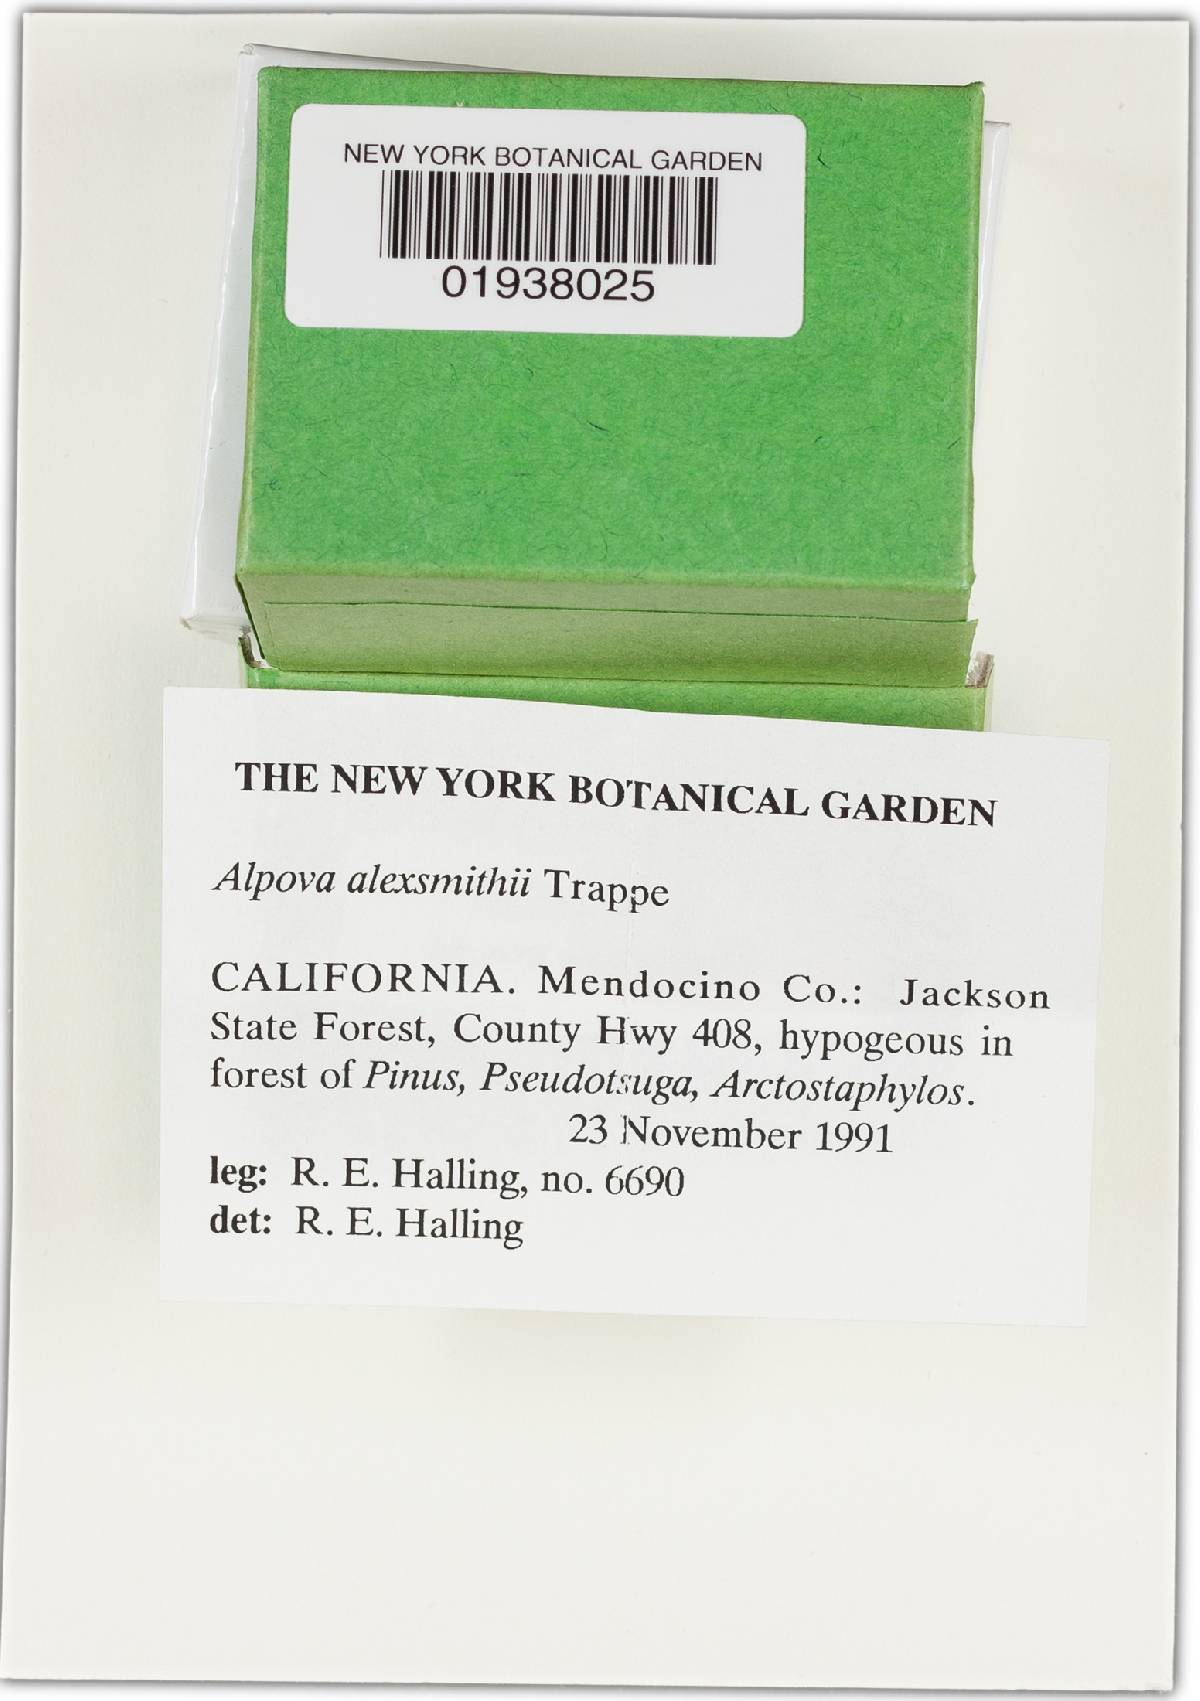 NEW YORK BOTANICAL GARDEN
01938025
THE NEW YORK BOTANICAL GARDEN
Alpova alexsmithii Trappe
CALIFORNIA. Mendocino Co.: Jackson
State Forest, County Hwy 408, hypogeous in
forest of Pinus, Pseudotsuga, Arctostaphylos.
23 November 1991
leg: R. E. Halling, no. 6690
det: R. E. Halling